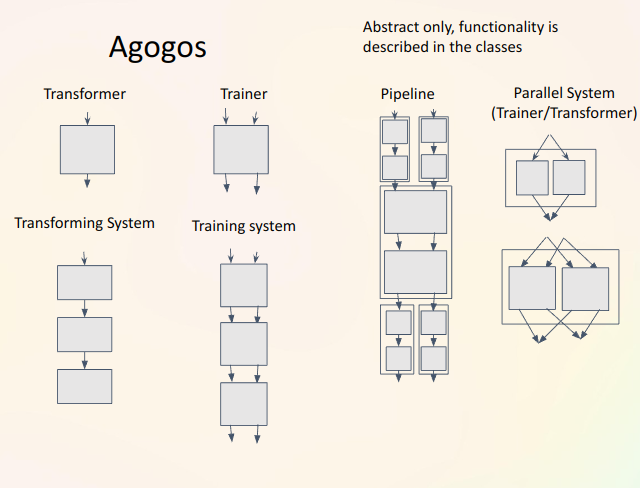 Agogos
Abstract only, functionality is
described in the classes
Transformer
Trainer
Pipeline
Parallel System
(Trainer/Transformer)
Transforming System
Training system